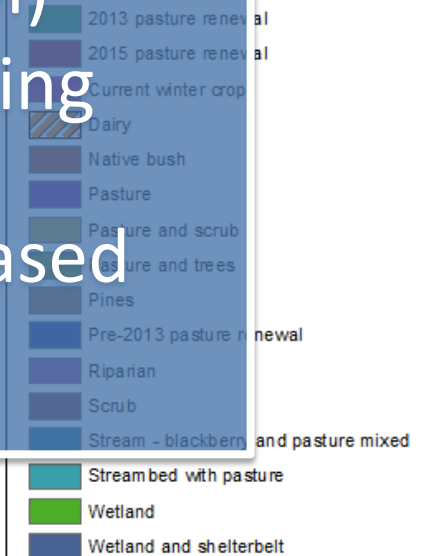 n)
2013 pasture renewal
2015 pasture renewal
ing
Current winter crop
Dairy
Native bush
Pasture
Pasture and scrub
ased
Pasture and trees
Pines
Pre-2013 pasture renewal
Riparian
Scrub
Stream - blackberry and pasture mixed
Streambed with pasture
Wetland
Wetland and shelterbelt